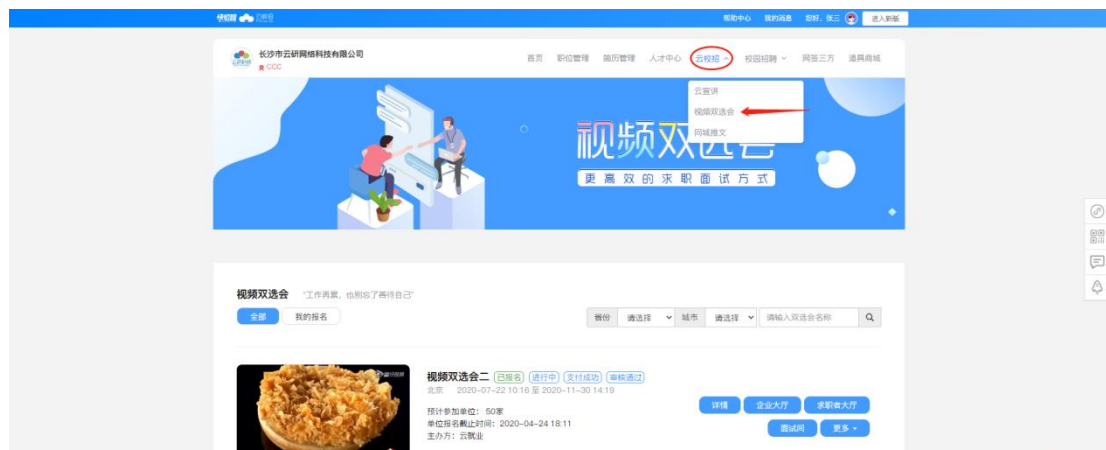 帮助中心 我的消息 您好，张三 进入新版
长沙市云研网络科技有限公司
CCC
首页 职位管理 简历管理 人才中心 云校招 校园招聘 网签三方 道具商城
云宣讲
视频双选会
同城推文
视频双选会
更高效的求职面试方式
视频双选会 "工作再累，也别忘了善待自己"
全部 我的报名 省份 请选择 城市 请选择 请输入双选会名称
视频双选会二 已报名 进行中 支付成功 审核通过
北京 2020-07-22 10:16 至 2020-11-30 14:19
预计参加单位： 50家
单位报名截止时间：2020-04-24 18:11
主办方：云就业
详情 企业大厅 求职者大厅
面试间 更多